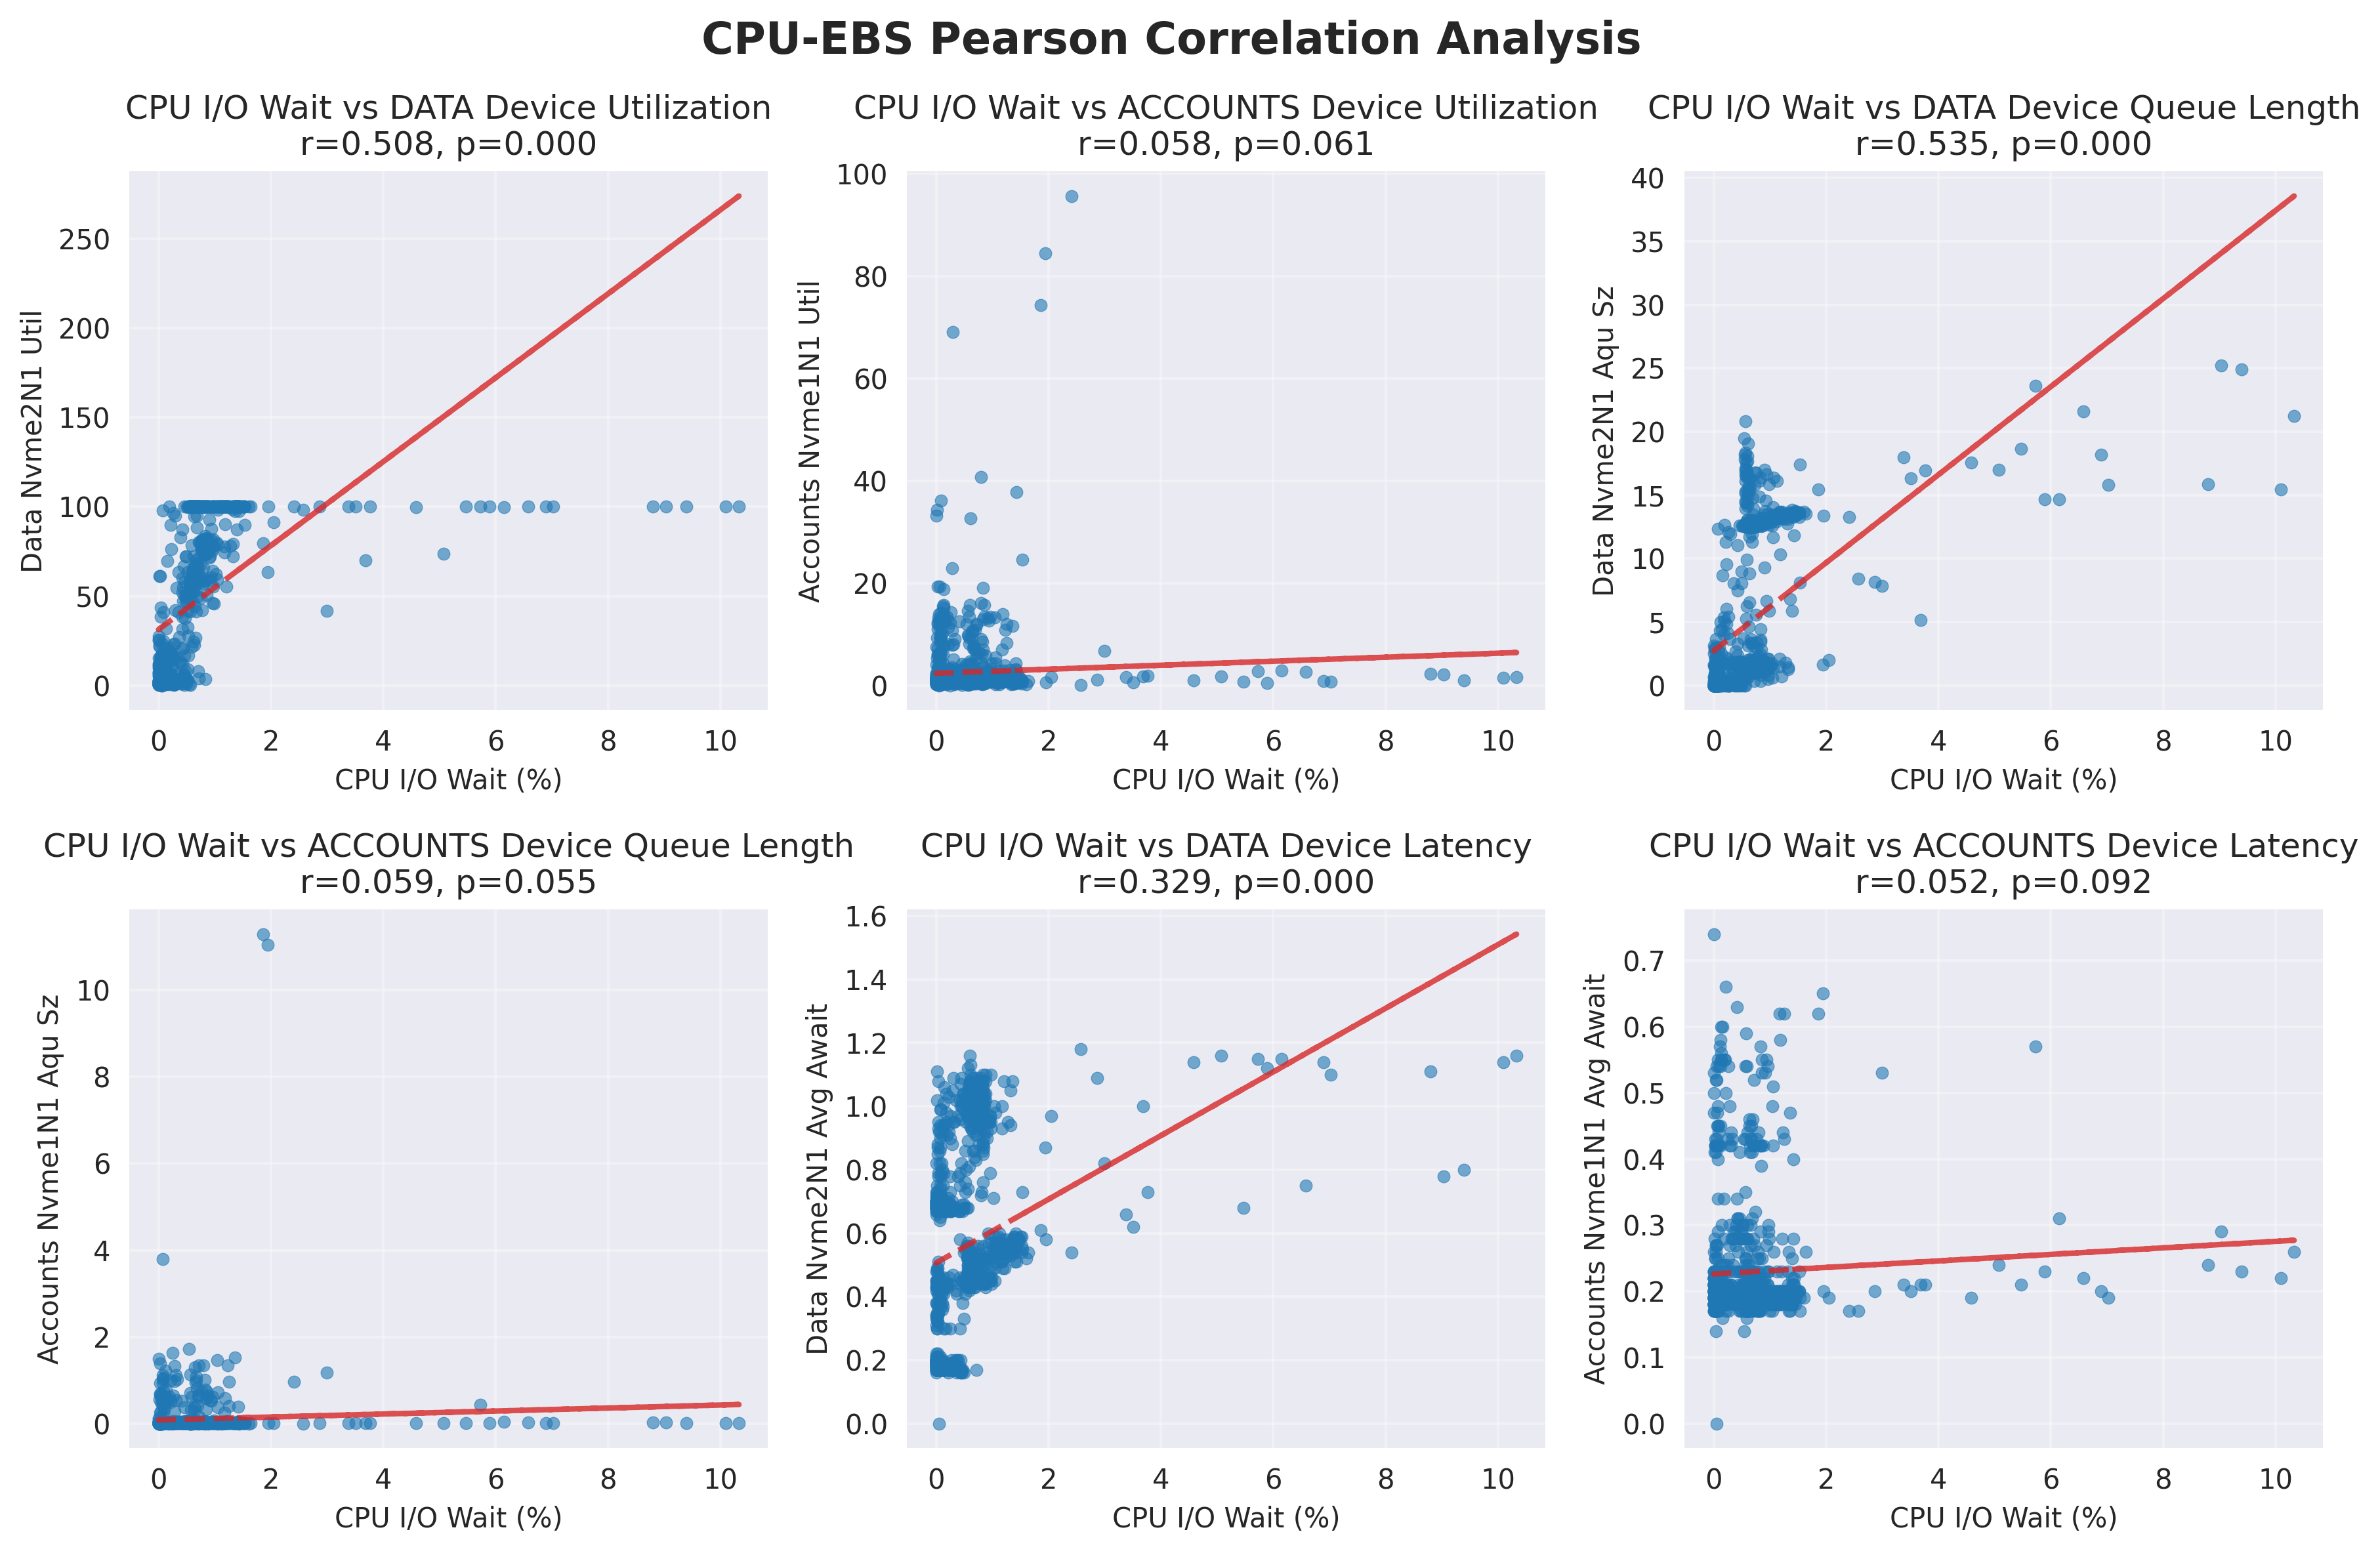 CPU-EBS Pearson Correlation Analysis
CPU I/O Wait vs DATA Device Utilization
r=0.508, p=0.000
Data Nvme2N1 Util
250
200
150
100
50
0
0 2 4 6 8 10
CPU I/O Wait (%)
CPU I/O Wait vs ACCOUNTS Device Utilization
r=0.058, p=0.061
Accounts Nvme1N1 Util
100
80
60
40
20
0
0 2 4 6 8 10
CPU I/O Wait (%)
CPU I/O Wait vs DATA Device Queue Length
r=0.535, p=0.000
Data Nvme2N1 Aqu Sz
40
35
30
25
20
15
10
5
0
0 2 4 6 8 10
CPU I/O Wait (%)
CPU I/O Wait vs ACCOUNTS Device Queue Length
r=0.059, p=0.055
Accounts Nvme1N1 Aqu Sz
10
8
6
4
2
0
0 2 4 6 8 10
CPU I/O Wait (%)
CPU I/O Wait vs DATA Device Latency
r=0.329, p=0.000
Data Nvme2N1 Avg Await
1.6
1.4
1.2
1.0
0.8
0.6
0.4
0.2
0.0
0 2 4 6 8 10
CPU I/O Wait (%)
CPU I/O Wait vs ACCOUNTS Device Latency
r=0.052, p=0.092
Accounts Nvme1N1 Avg Await
0.7
0.6
0.5
0.4
0.3
0.2
0.1
0.0
0 2 4 6 8 10
CPU I/O Wait (%)